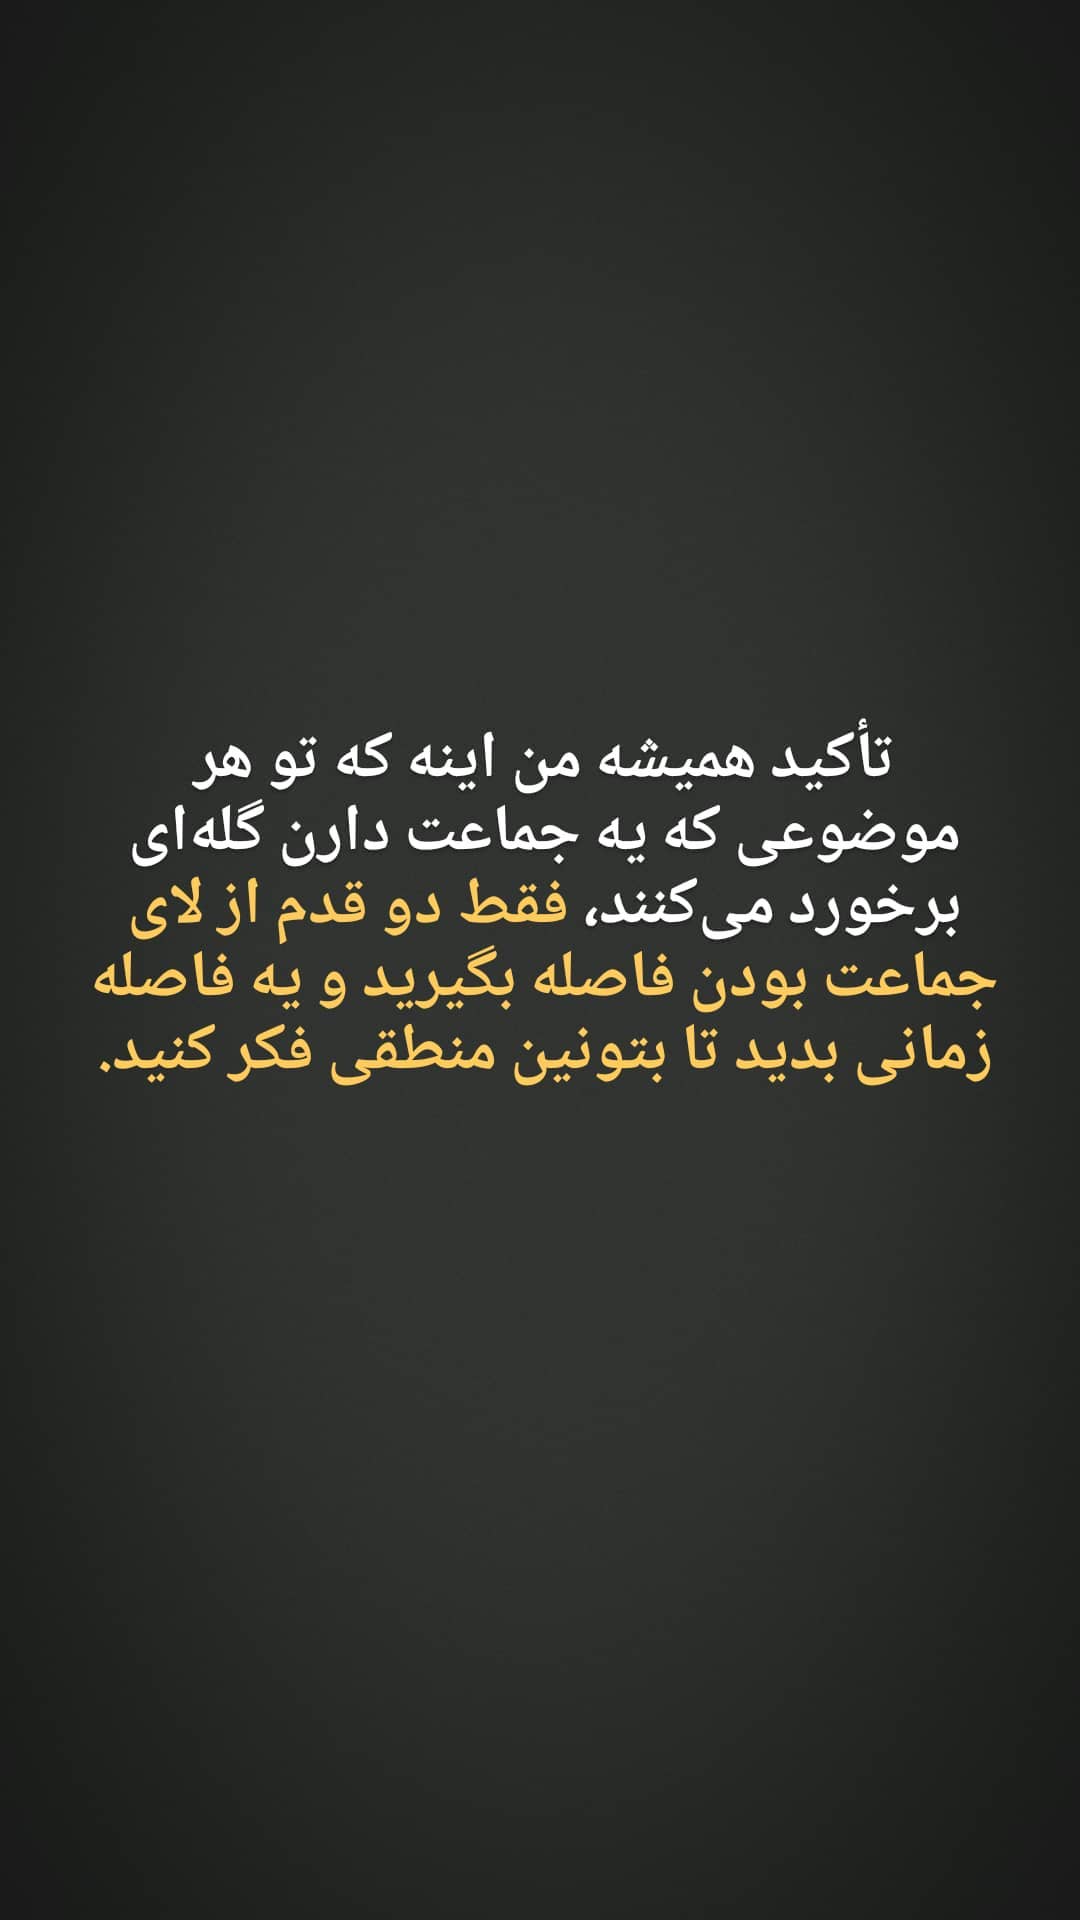 تأکید همیشه من اینه که تو هر
موضوعی که یه جماعت دارن گله‌ای
برخورد می‌کنند، فقط دو قدم از لای
جماعت بودن فاصله بگیرید و یه فاصله
زمانی بدید تا بتونین منطقی فکر کنید.